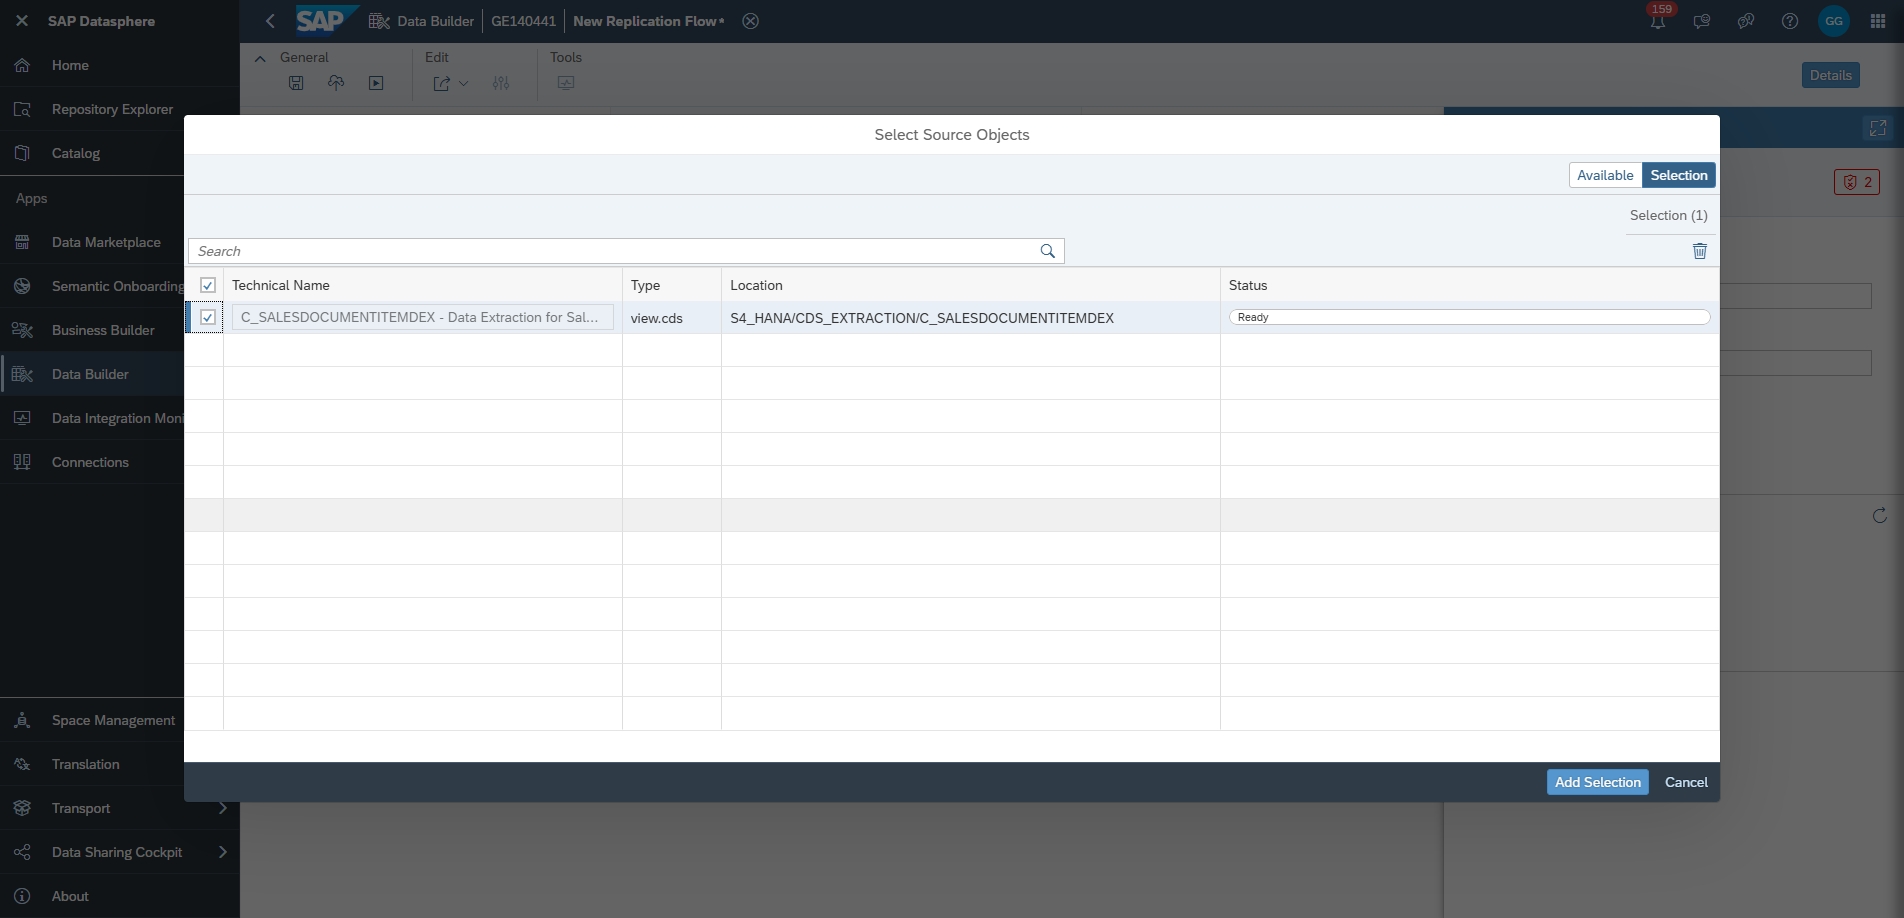 SAP Datasphere
SAP
Data Builder
GE140441
New Replication Flow*
159
GG
Home
Repository Explorer
Catalog
Apps
Data Marketplace
Semantic Onboarding
Business Builder
Data Builder
Data Integration Moni
Connections
Space Management
Translation
Transport
Data Sharing Cockpit
About
General
Edit
Tools
Details
2
Select Source Objects
Available
Selection
Selection (1)
Search
Technical Name
Type
Location
Status
C_SALESDOCUMENTITEMDEX - Data Extraction for Sal...
view.cds
S4_HANA/CDS_EXTRACTION/C_SALESDOCUMENTITEMDEX
Ready
Add Selection
Cancel